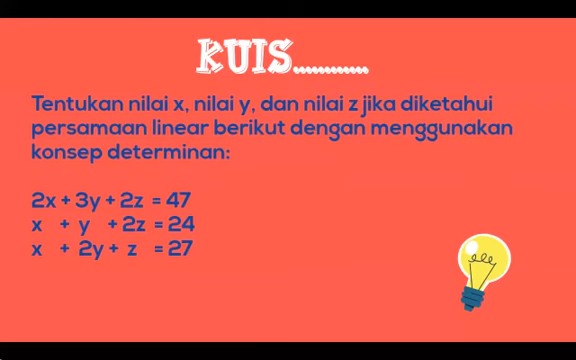 KUIS............
Tentukan nilai x, nilai y, dan nilai z jika diketahui
persamaan linear berikut dengan menggunakan
konsep determinan:
2x + 3y + 2z = 47
x + y + 2z = 24
x + 2y + z = 27